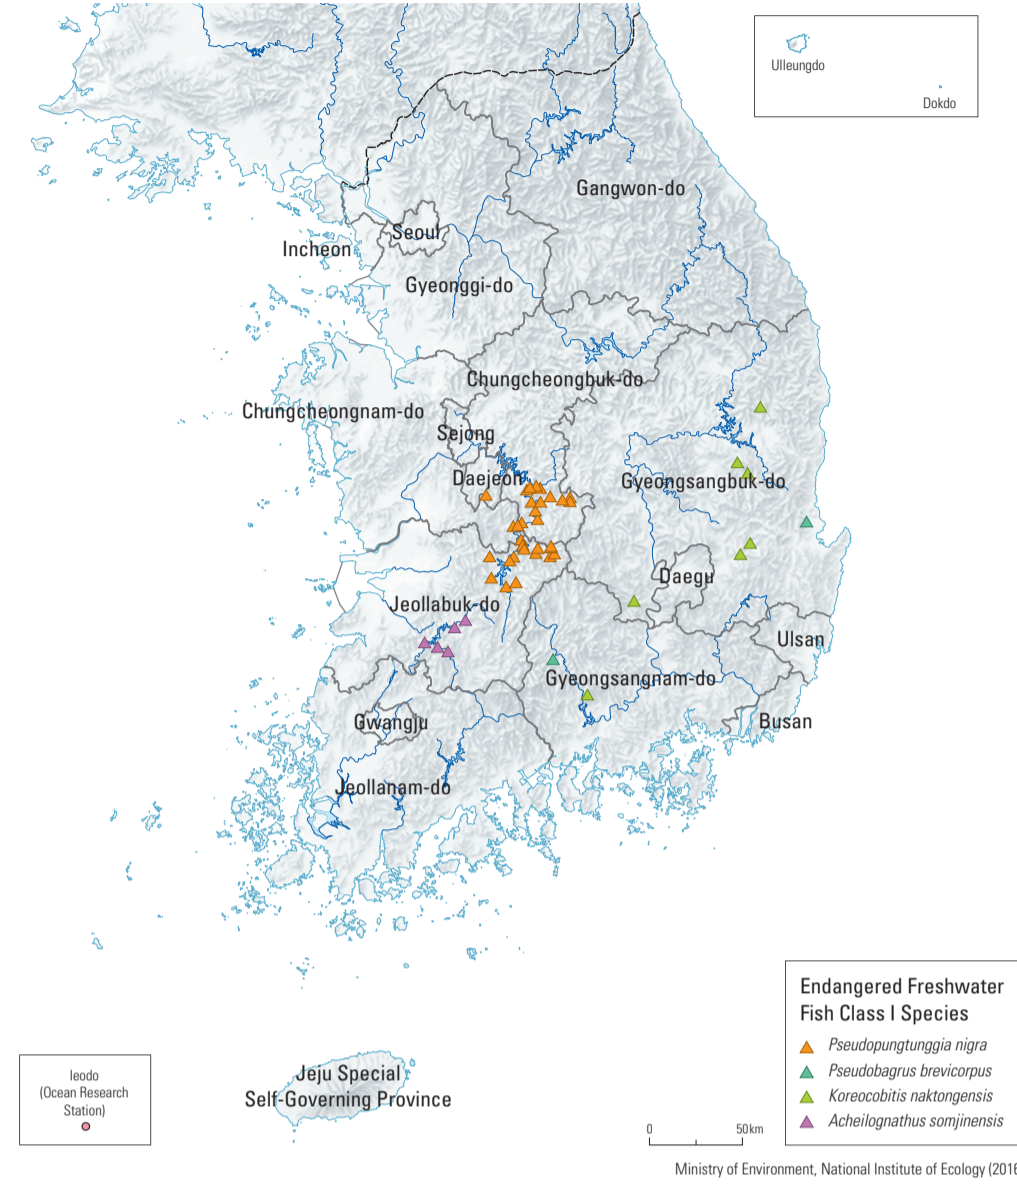 Ulleungdo
Dokdo
Gangwon-do
Seoul
Incheon
Gyeonggi-do
Chungcheongbuk-do
Chungcheongnam-do
Sejong
Daejeon
Gyeongsangbuk-do
Daegu
Jeollabuk-do
Ulsan
Gyeongsangnam-do
Gwangju
Busan
Jeollanam-do
Endangered Freshwater
Fish Class I Species
Pseudopungtunggia nigra
Pseudobagrus brevicorpus
Koreocobitis naktongensis
Acheilognathus somjinensis
Ieodo
(Ocean Research
Station)
Jeju Special
Self-Governing Province
0 50km
Ministry of Environment, National Institute of Ecology (2016